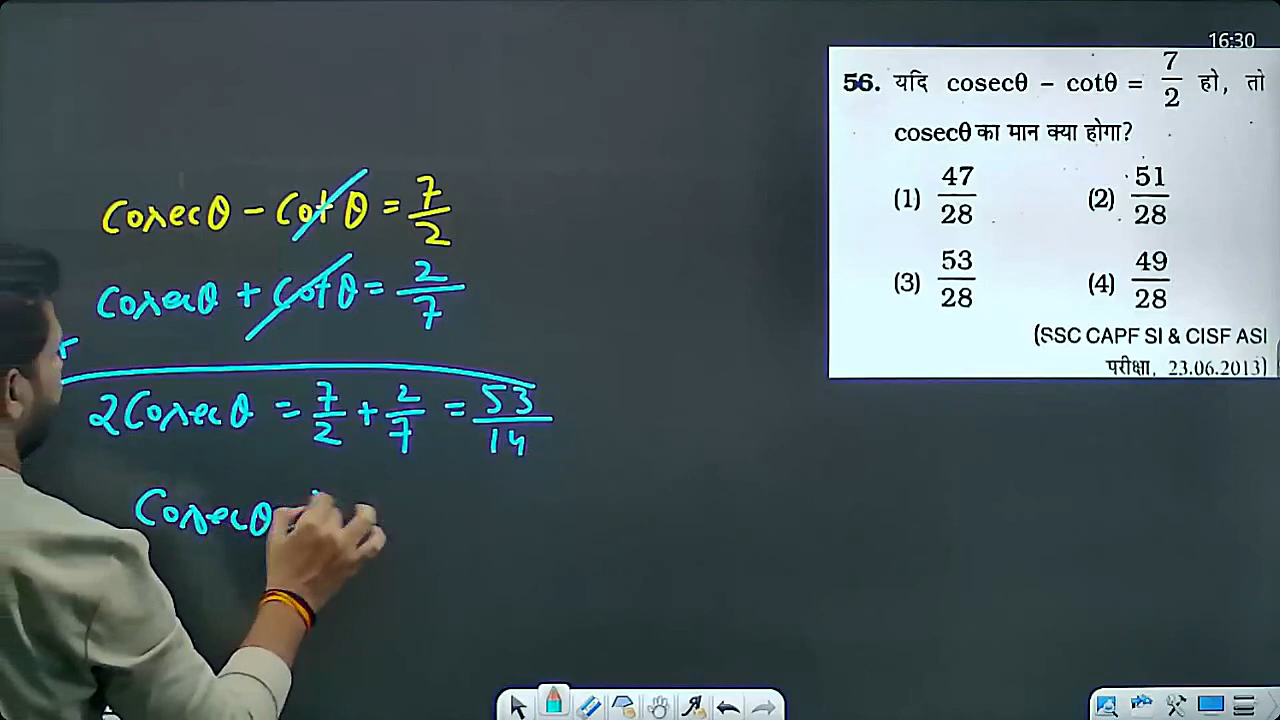 16:30
56. यदि cosecθ - cotθ = 7/2 हो, तो
cosecθ का मान क्या होगा?
(1) 47/28 (2) 51/28
(3) 53/28 (4) 49/28
(SSC CAPF SI & CISF ASI
परीक्षा, 23.06.2013)
Cosecθ - Cotθ = 7/2
Cosecθ + Cotθ = 2/7
+
2Cosecθ = 7/2 + 2/7 = 53/14
Cosecθ